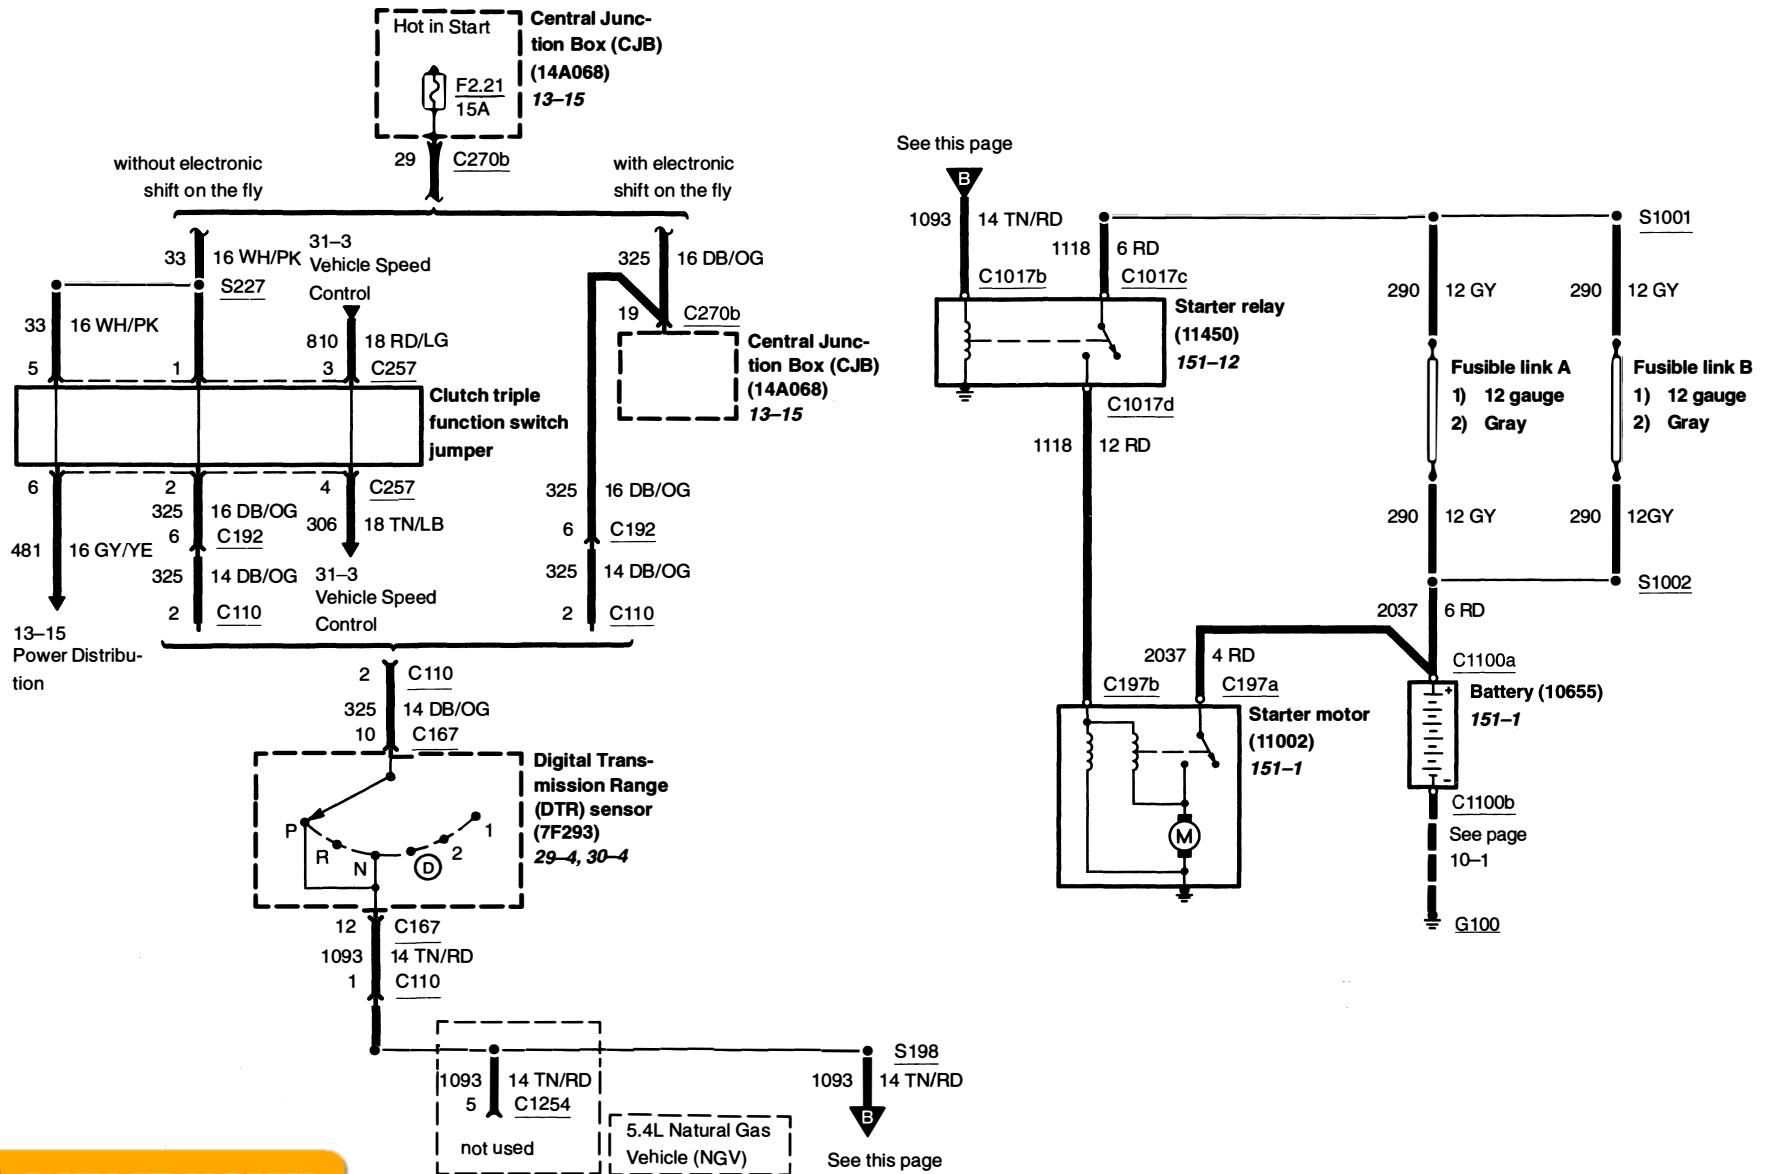 Hot in Start
F2.21
15A
Central Junc-
tion Box (CJB)
(14A068)
13–15
29
C270b
without electronic
shift on the fly
with electronic
shift on the fly
33
16 WH/PK
S227
31–3
Vehicle Speed
Control
33
16 WH/PK
810
18 RD/LG
5
1
3
C257
Clutch triple
function switch
jumper
6
2
4
C257
325
16 DB/OG
6
C192
306
18 TN/LB
481
16 GY/YE
325
14 DB/OG
2
C110
31–3
Vehicle Speed
Control
13–15
Power Distribu-
tion
325
16 DB/OG
19
C270b
Central Junc-
tion Box (CJB)
(14A068)
13–15
325
16 DB/OG
6
C192
325
14 DB/OG
2
C110
2
C110
325
14 DB/OG
10
C167
P
R
N
D
2
1
Digital Trans-
mission Range
(DTR) sensor
(7F293)
29–4, 30–4
12
C167
1093
14 TN/RD
1
C110
1093
14 TN/RD
5
C1254
not used
5.4L Natural Gas
Vehicle (NGV)
S198
1093
14 TN/RD
B
See this page
See this page
B
1093
14 TN/RD
C1017b
1118
6 RD
C1017c
Starter relay
(11450)
151–12
C1017d
1118
12 RD
S1001
290
12 GY
290
12 GY
Fusible link A
1) 12 gauge
2) Gray
Fusible link B
1) 12 gauge
2) Gray
290
12 GY
290
12GY
S1002
2037
6 RD
2037
4 RD
C197b
C197a
Starter motor
(11002)
151–1
M
C1100a
+
Battery (10655)
151–1
-
C1100b
See page
10–1
G100